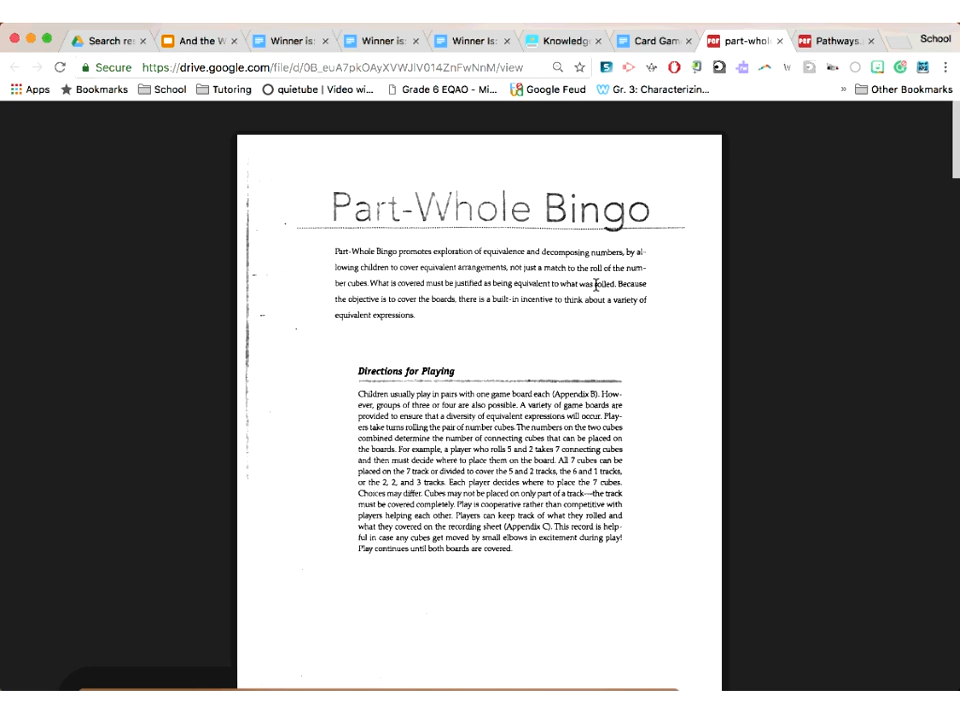 Search re: And the W Winner is: Winner is: Winner Is: Knowledg Card Gam part-whol Pathways. School
Secure https://drive.google.com/file/d/0B_euA7pkOAyXVWJlV014ZnFwNnM/view
Apps Bookmarks School Tutoring quietube | Video wi... Grade 6 EQAO - Mi... Google Feud Gr. 3: Characterizin... » Other Bookmarks
Part-Whole Bingo
Part-Whole Bingo promotes exploration of equivalence and decomposing numbers, by al-
lowing children to cover equivalent arrangements, not just a match to the roll of the num-
ber cubes. What is covered must be justified as being equivalent to what was rolled. Because
the objective is to cover the boards, there is a built-in incentive to think about a variety of
equivalent expressions.
Directions for Playing
Children usually play in pairs with one game board each (Appendix B). How-
ever, groups of three or four are also possible. A variety of game boards are
provided to ensure that a diversity of equivalent expressions will occur. Play-
ers take turns rolling the pair of number cubes. The numbers on the two cubes
combined determine the number of connecting cubes that can be placed on
the boards. For example, a player who rolls 5 and 2 takes 7 connecting cubes
and then must decide where to place them on the board. All 7 cubes can be
placed on the 7 track or divided to cover the 5 and 2 tracks, the 6 and 1 tracks,
or the 2, 2, and 3 tracks. Each player decides where to place the 7 cubes.
Choices may differ. Cubes may not be placed on only part of a track—the track
must be covered completely. Play is cooperative rather than competitive with
players helping each other. Players can keep track of what they rolled and
what they covered on the recording sheet (Appendix C). This record is help-
ful in case any cubes get moved by small elbows in excitement during play!
Play continues until both boards are covered.